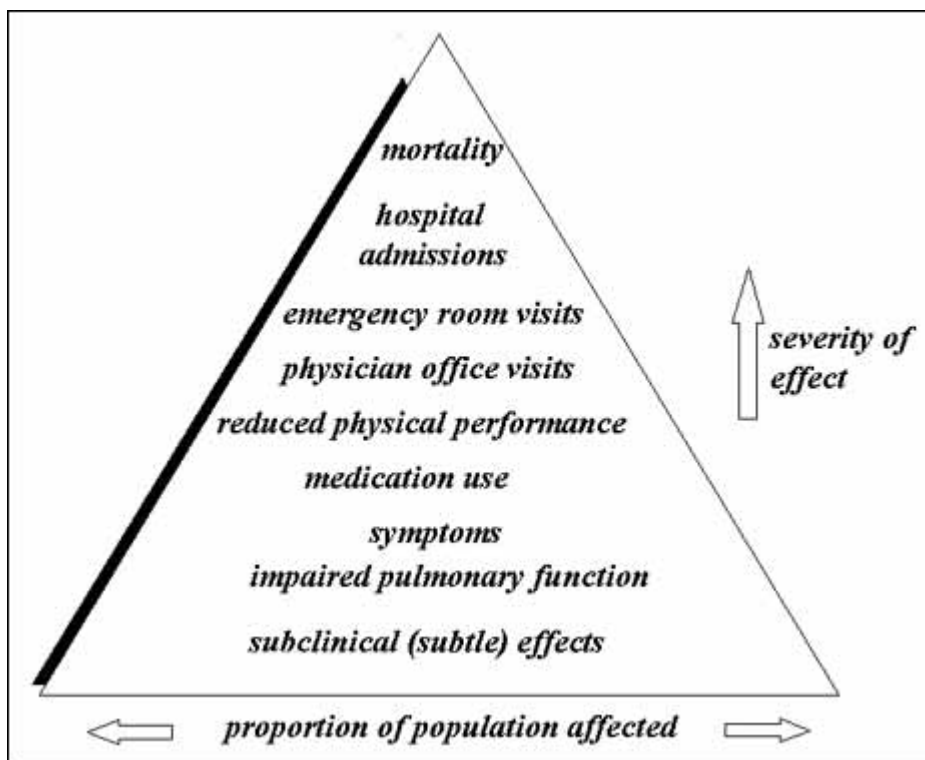 mortality
hospital
admissions
emergency room visits
physician office visits
severity of
effect
reduced physical performance
medication use
symptoms
impaired pulmonary function
subclinical (subtle) effects
proportion of population affected